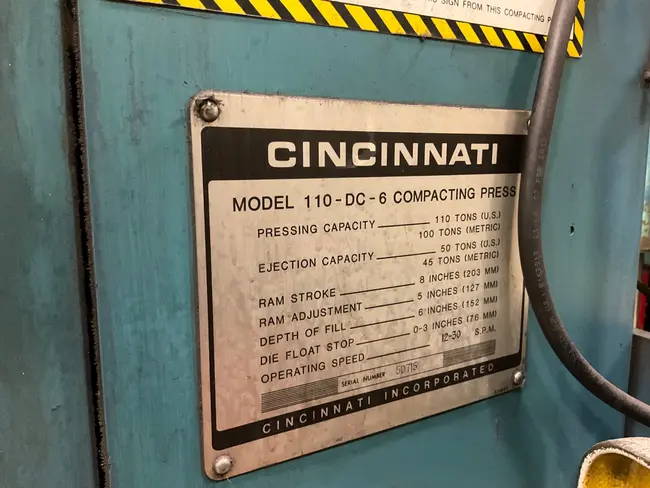 SIGN FROM THIS COMPACTING
CINCINNATI
MODEL 110-DC-6 COMPACTING PRESS
PRESSING CAPACITY 110 TONS (U.S.)
100 TONS (METRIC)
EJECTION CAPACITY 50 TONS (U.S.)
45 TONS (METRIC)
RAM STROKE 8 INCHES (203 MM)
RAM ADJUSTMENT 5 INCHES (127 MM)
DEPTH OF FILL 6 INCHES (152 MM)
DIE FLOAT STOP 0-3 INCHES (76 MM)
OPERATING SPEED 12-30 S.P.M.
SERIAL NUMBER
CINCINNATI INCORPORATED